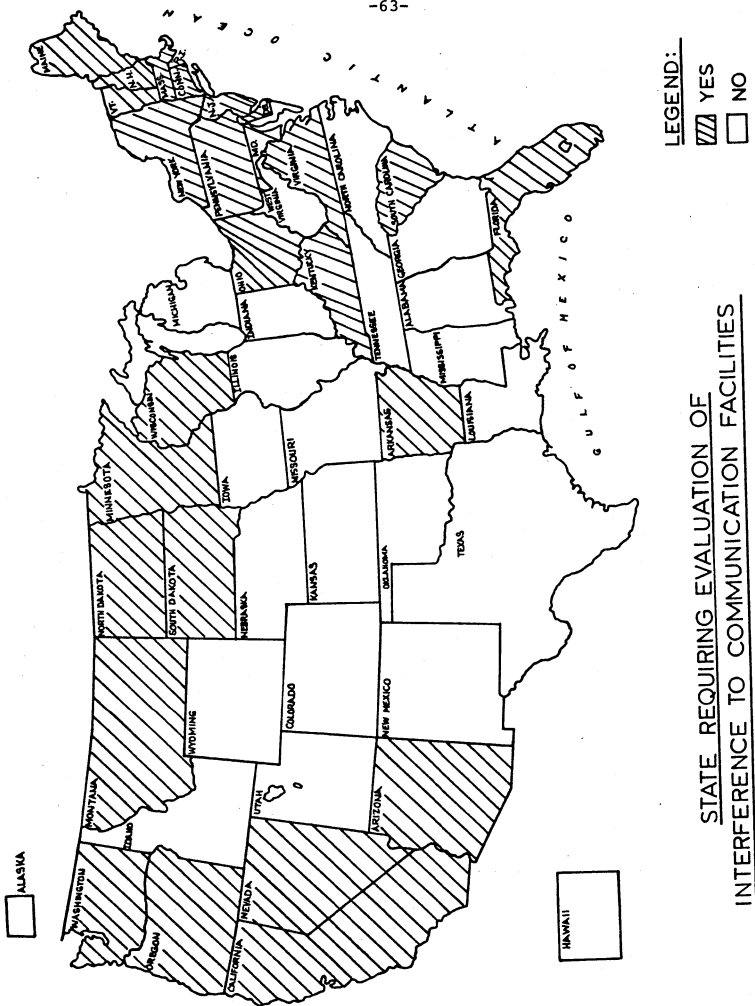 -63-
ALASKA
WASHINGTON
MONTANA
NORTH DAKOTA
MINNESOTA
OREGON
IDAHO
SOUTH DAKOTA
WISCONSIN
MICHIGAN
MAINE
VT.
N.H.
MASS.
CONN.
R.I.
NEW YORK
N.J.
PENNSYLVANIA
MD.
WYOMING
NEBRASKA
IOWA
ILLINOIS
INDIANA
OHIO
WEST
VIRGINIA
VIRGINIA
KENTUCKY
CALIFORNIA
NEVADA
UTAH
COLORADO
KANSAS
MISSOURI
TENNESSEE
NORTH CAROLINA
SOUTH CAROLINA
ARIZONA
NEW MEXICO
OKLAHOMA
ARKANSAS
ALABAMA
GEORGIA
MISSISSIPPI
LOUISIANA
TEXAS
FLORIDA
HAWAII
ATLANTIC OCEAN
GULF OF MEXICO
LEGEND:
YES
NO
STATE REQUIRING EVALUATION OF
INTERFERENCE TO COMMUNICATION FACILITIES